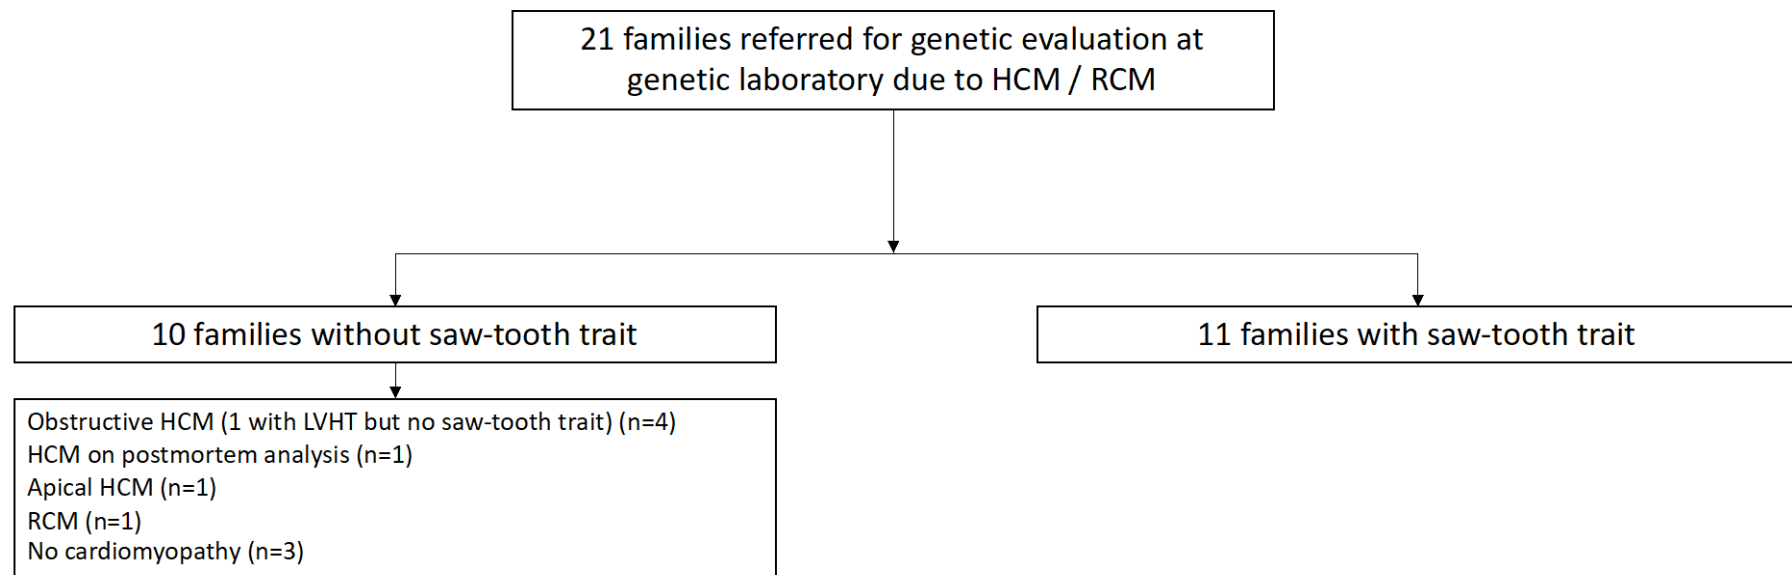 21 families referred for genetic evaluation at
genetic laboratory due to HCM / RCM
10 families without saw-tooth trait
11 families with saw-tooth trait
Obstructive HCM (1 with LVHT but no saw-tooth trait) (n=4)
HCM on postmortem analysis (n=1)
Apical HCM (n=1)
RCM (n=1)
No cardiomyopathy (n=3)